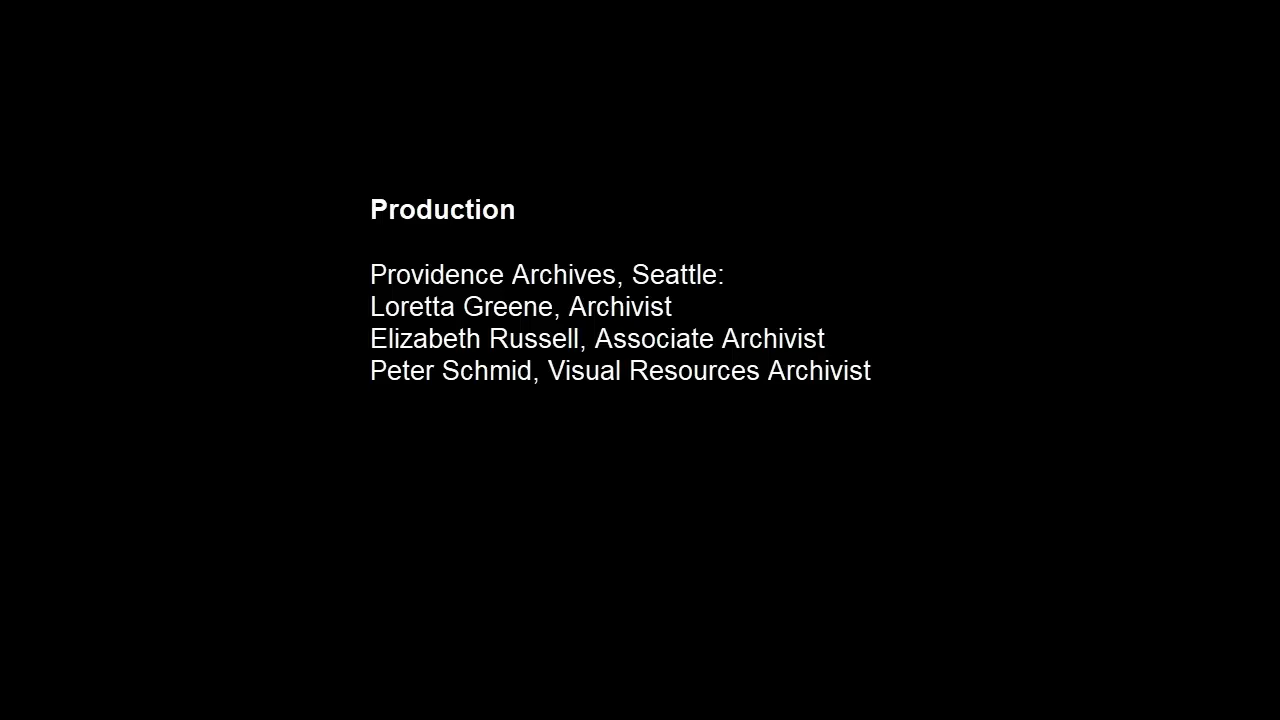 Production
Providence Archives, Seattle:
Loretta Greene, Archivist
Elizabeth Russell, Associate Archivist
Peter Schmid, Visual Resources Archivist